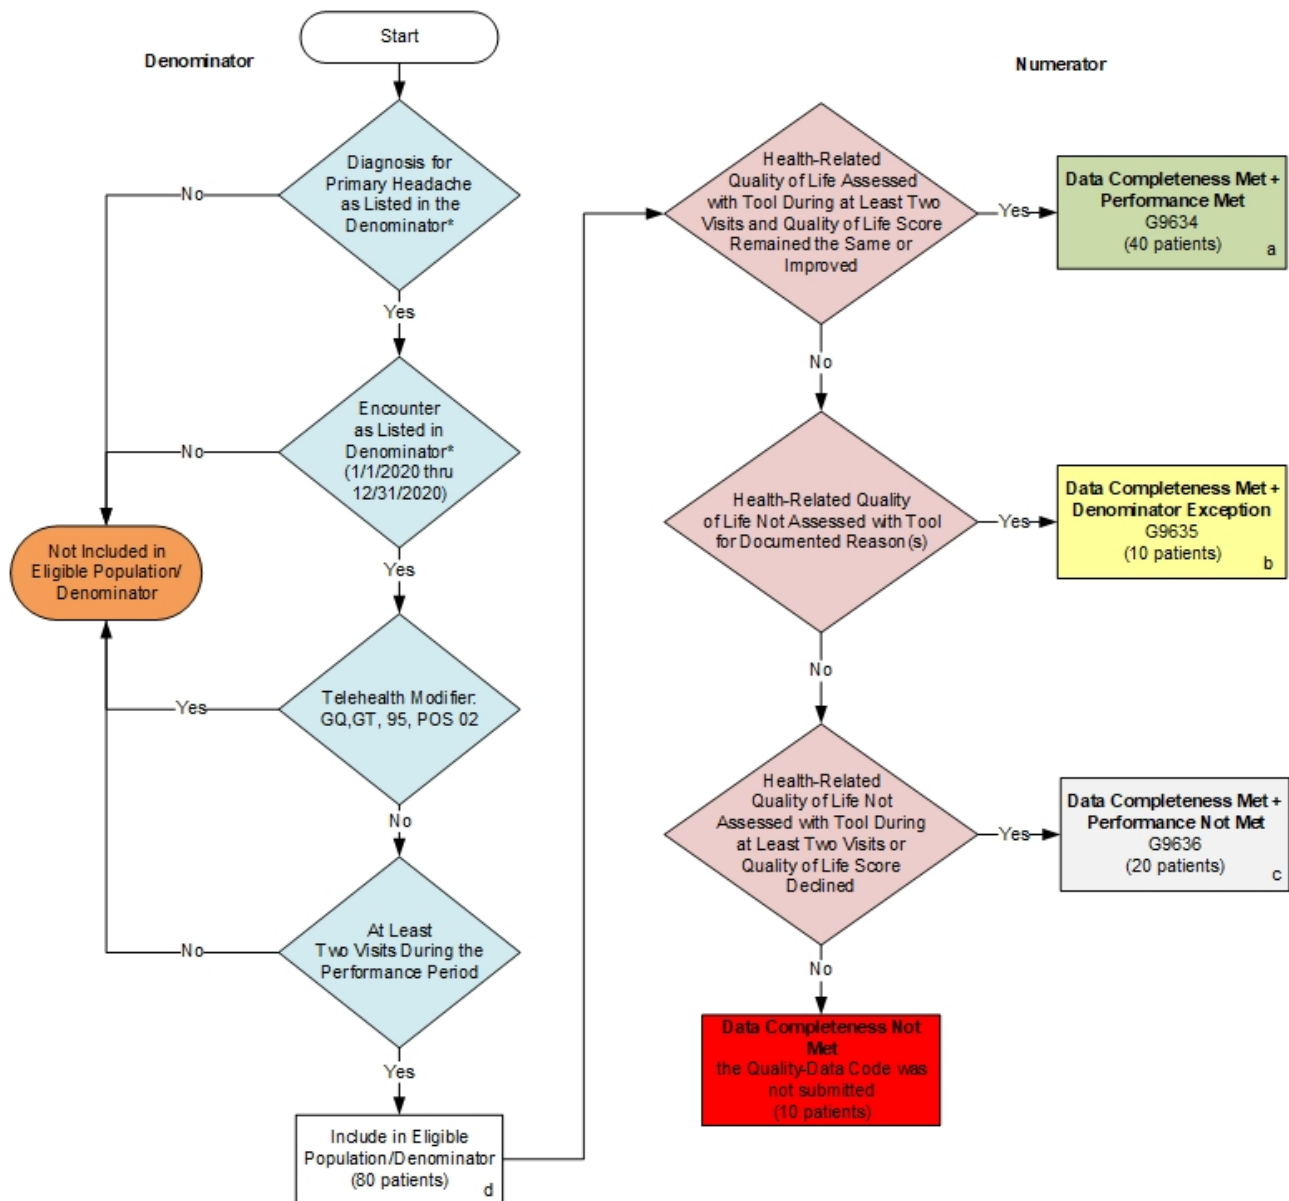 Start
Denominator
Diagnosis for
Primary Headache
as Listed in the
Denominator*
No
Yes
Encounter
as Listed in
Denominator*
(1/1/2020 thru
12/31/2020)
No
Not Included in
Eligible Population/
Denominator
Yes
Telehealth Modifier:
GQ,GT, 95, POS 02
Yes
No
At Least
Two Visits During the
Performance Period
No
Yes
Include in Eligible
Population/Denominator
(80 patients)
d
Numerator
Health-Related
Quality of Life Assessed
with Tool During at Least Two
Visits and Quality of Life Score
Remained the Same or
Improved
Yes
Data Completeness Met +
Performance Met
G9634
(40 patients)
a
No
Health-Related Quality
of Life Not Assessed with Tool
for Documented Reason(s)
Yes
Data Completeness Met +
Denominator Exception
G9635
(10 patients)
b
No
Health-Related
Quality of Life Not
Assessed with Tool During
at Least Two Visits or
Quality of Life Score
Declined
Yes
Data Completeness Met +
Performance Not Met
G9636
(20 patients)
c
No
Data Completeness Not
Met
the Quality-Data Code was
not submitted
(10 patients)